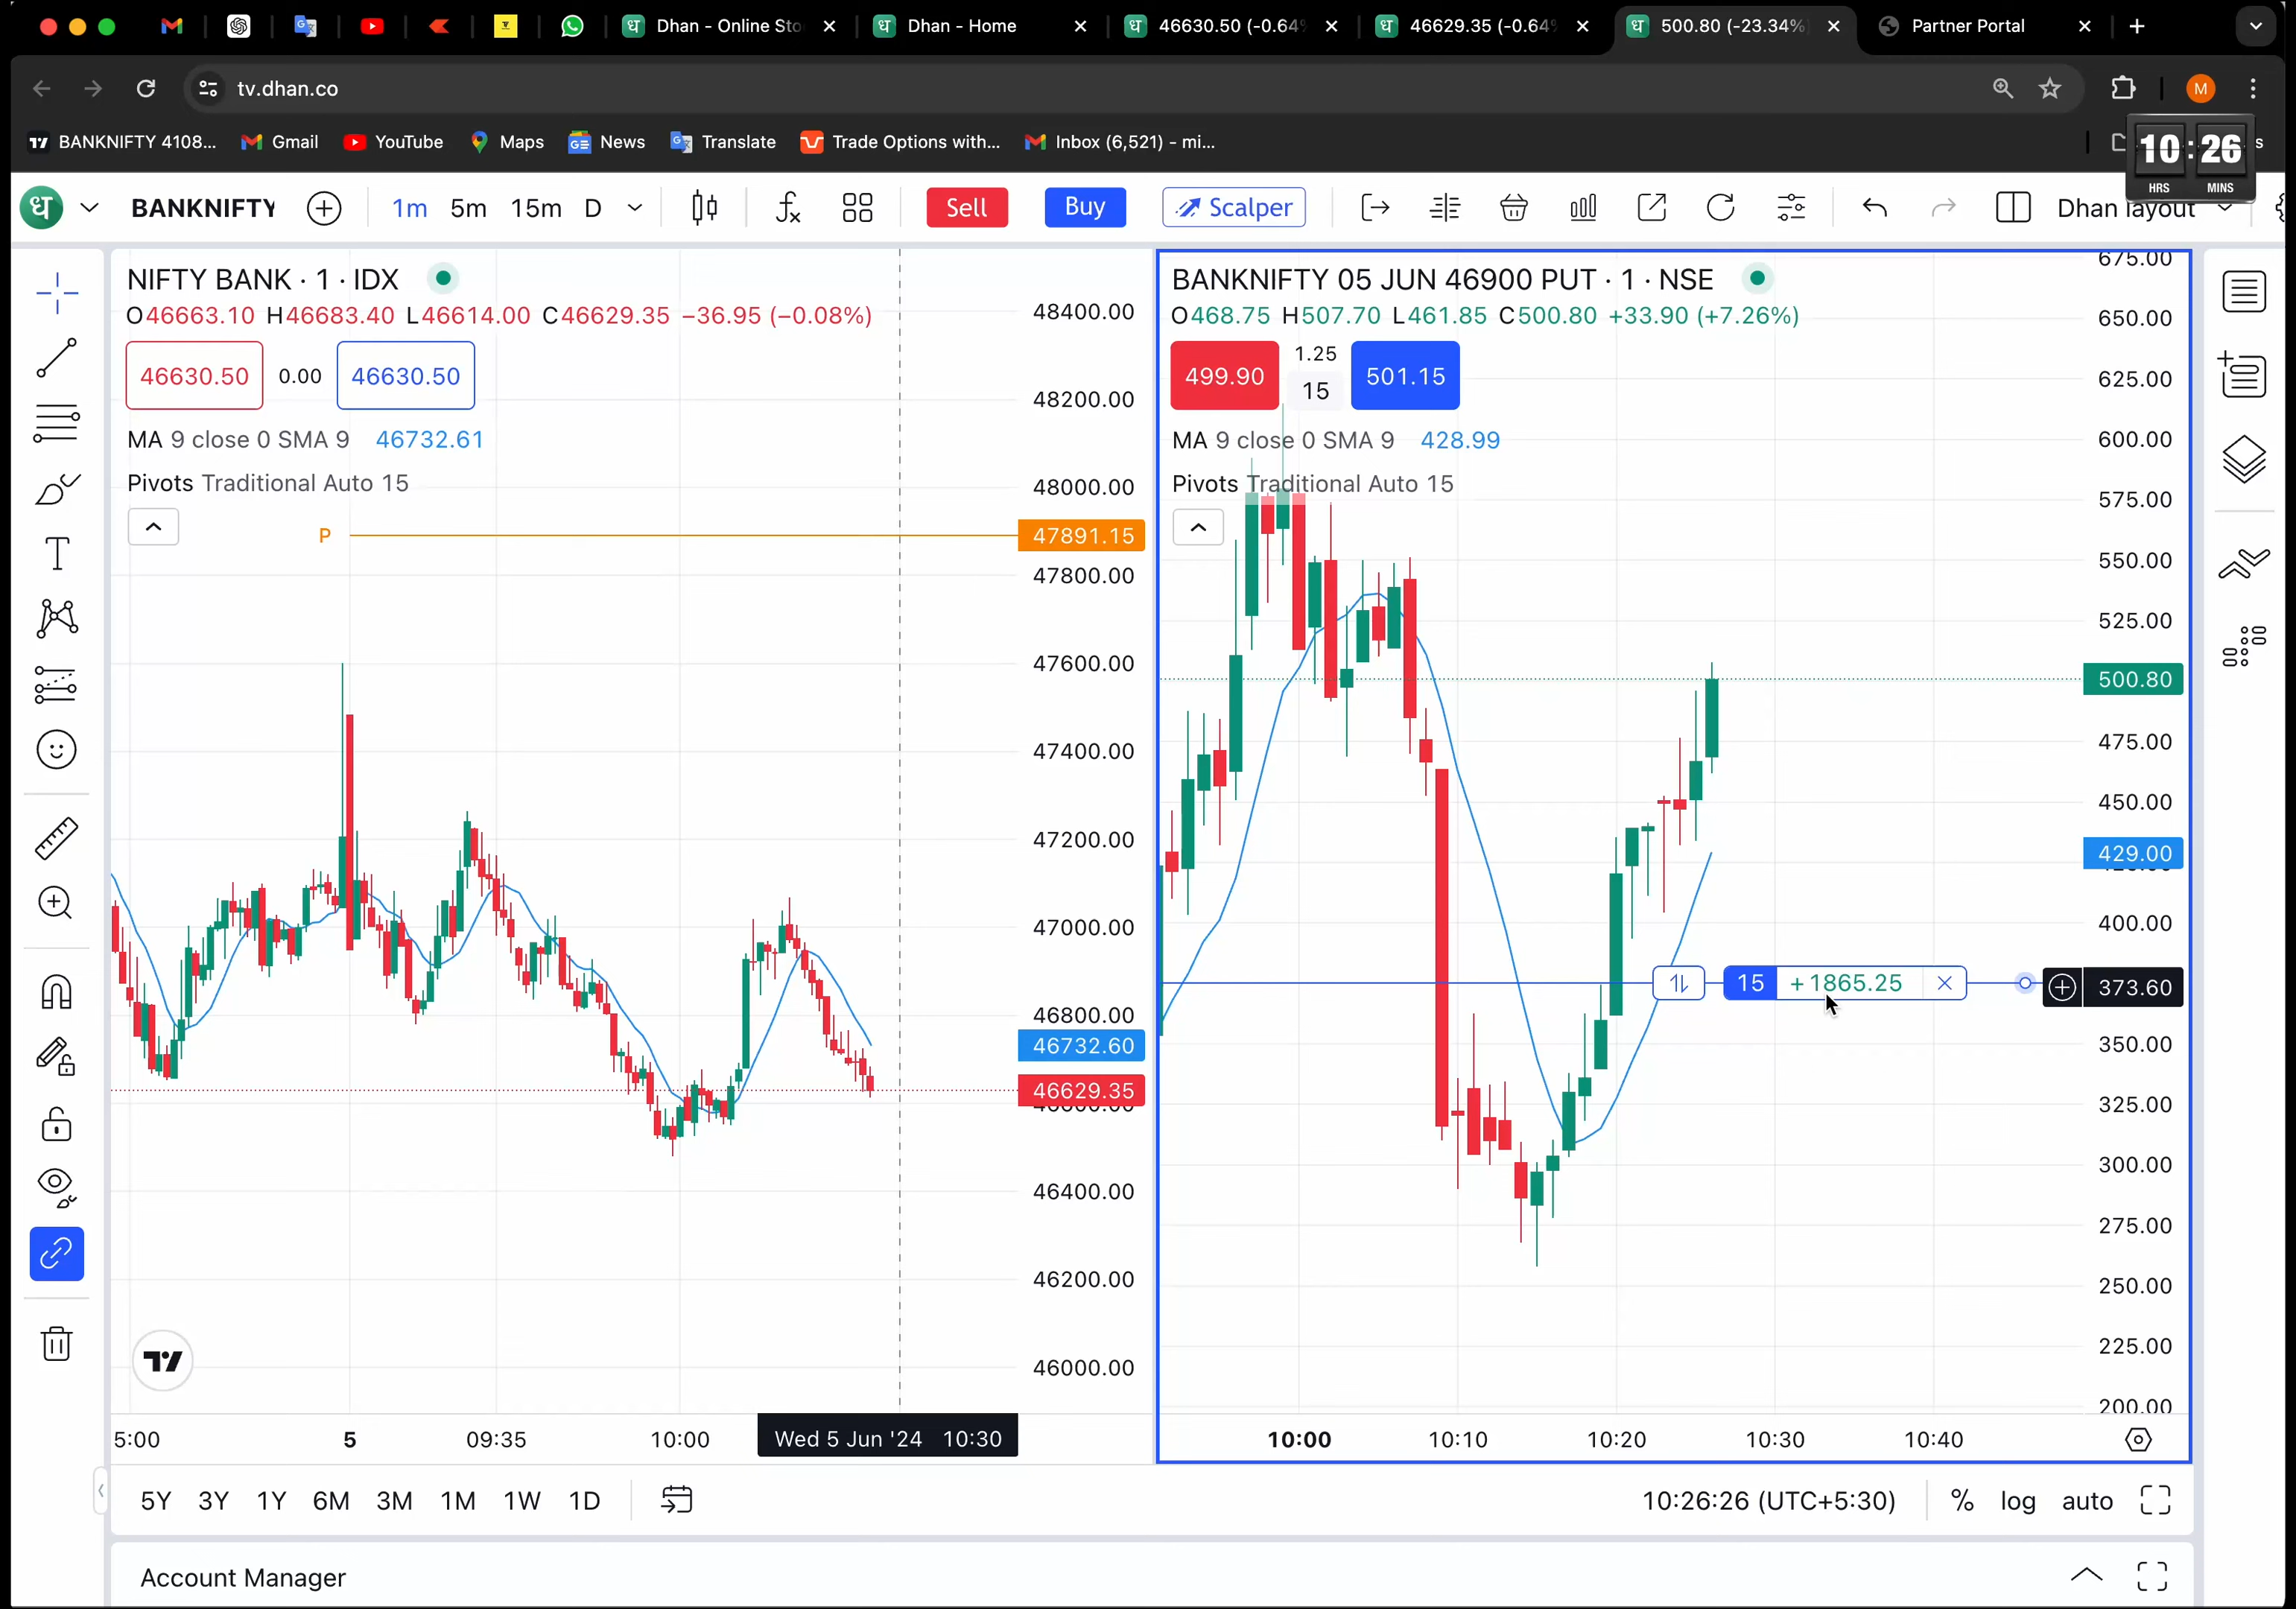 Dhan - Online Sto
Dhan - Home
46630.50 (-0.64%
46629.35 (-0.64%
500.80 (-23.34%
Partner Portal
tv.dhan.co
M
BANKNIFTY 4108...
Gmail
YouTube
Maps
News
Translate
Trade Options with...
Inbox (6,521) - mi...
10:26
HRS MINS
s
ध
BANKNIFTY
1m 5m 15m D
Sell
Buy
Scalper
Dhan layout
NIFTY BANK · 1 · IDX
O46663.10 H46683.40 L46614.00 C46629.35 −36.95 (−0.08%)
46630.50 0.00 46630.50
MA 9 close 0 SMA 9 46732.61
Pivots Traditional Auto 15
P
48400.00
48200.00
48000.00
47891.15
47800.00
47600.00
47400.00
47200.00
47000.00
46800.00
46732.60
46629.35
46400.00
46200.00
46000.00
5:00 5 09:35 10:00 Wed 5 Jun '24 10:30
BANKNIFTY 05 JUN 46900 PUT · 1 · NSE
O468.75 H507.70 L461.85 C500.80 +33.90 (+7.26%)
499.90 1.25 15 501.15
MA 9 close 0 SMA 9 428.99
Pivots Traditional Auto 15
675.00
650.00
625.00
600.00
575.00
550.00
525.00
500.80
475.00
450.00
429.00
400.00
15 +1865.25
373.60
350.00
325.00
300.00
275.00
250.00
225.00
200.00
10:00 10:10 10:20 10:30 10:40
5Y 3Y 1Y 6M 3M 1M 1W 1D
10:26:26 (UTC+5:30) % log auto
Account Manager